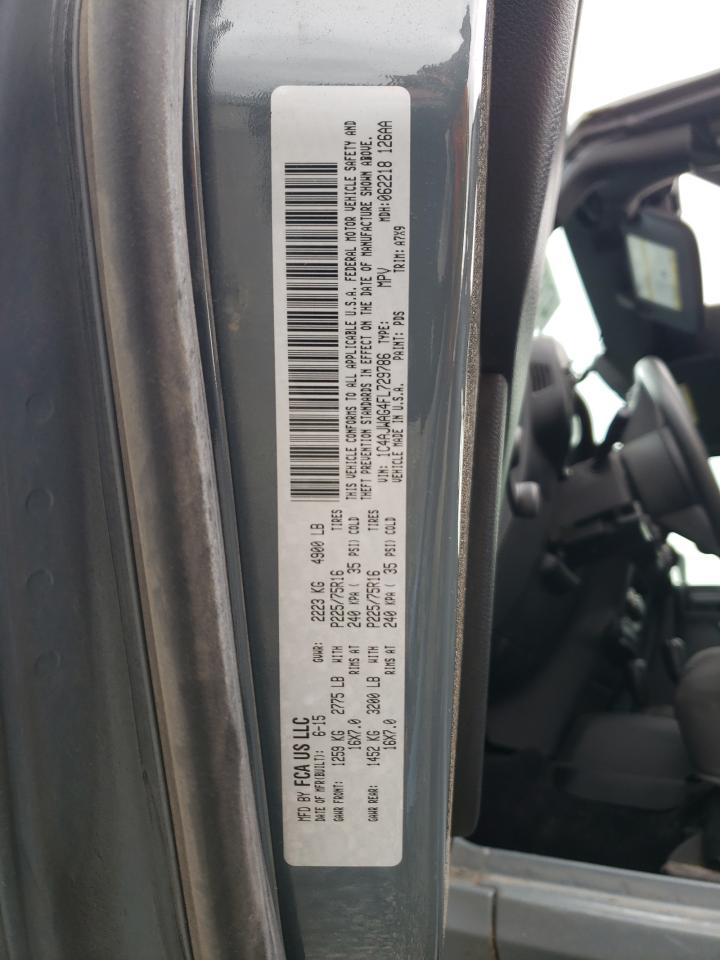 MFD BY FCA US LLC
DATE OF MFR(BUILT): 6-15 GVWR: 2223 KG 4900 LB
GAWR FRONT: 1259 KG 2775 LB WITH P225/75R16 TIRES
16X7.0 RIMS AT 240 KPA ( 35 PSI) COLD
GAWR REAR: 1452 KG 3200 LB WITH P225/75R16 TIRES
16X7.0 RIMS AT 240 KPA ( 35 PSI) COLD
THIS VEHICLE CONFORMS TO ALL APPLICABLE U.S.A. FEDERAL MOTOR VEHICLE SAFETY AND
THEFT PREVENTION STANDARDS IN EFFECT ON THE DATE OF MANUFACTURE SHOWN ABOVE.
VIN: 1C4AJWAG4FL729786 TYPE: MPV MDH:062218 126AA
VEHICLE MADE IN U.S.A. PAINT: PDS TRIM: A7X9